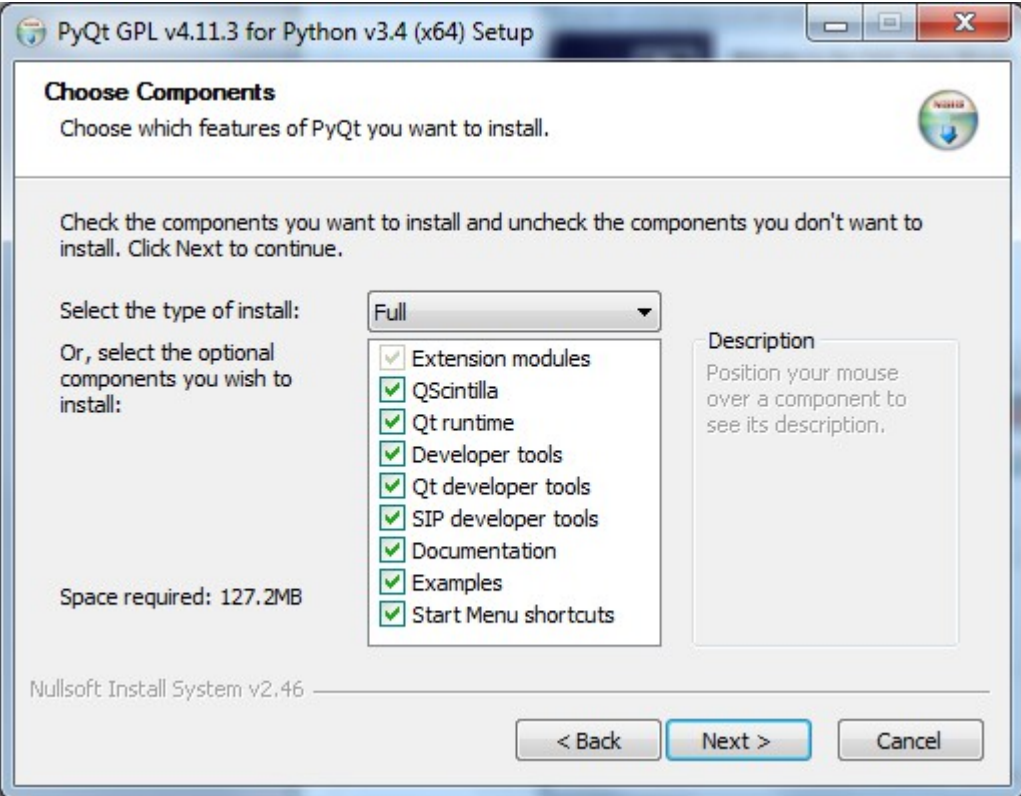 PyQt GPL v4.11.3 for Python v3.4 (x64) Setup
Choose Components
Choose which features of PyQt you want to install.
Check the components you want to install and uncheck the components you don't want to
install. Click Next to continue.
Select the type of install:
Full
Or, select the optional
components you wish to
install:
Extension modules
QScintilla
Qt runtime
Developer tools
Qt developer tools
SIP developer tools
Documentation
Examples
Start Menu shortcuts
Description
Position your mouse
over a component to
see its description.
Space required: 127.2MB
Nullsoft Install System v2.46
< Back
Next >
Cancel